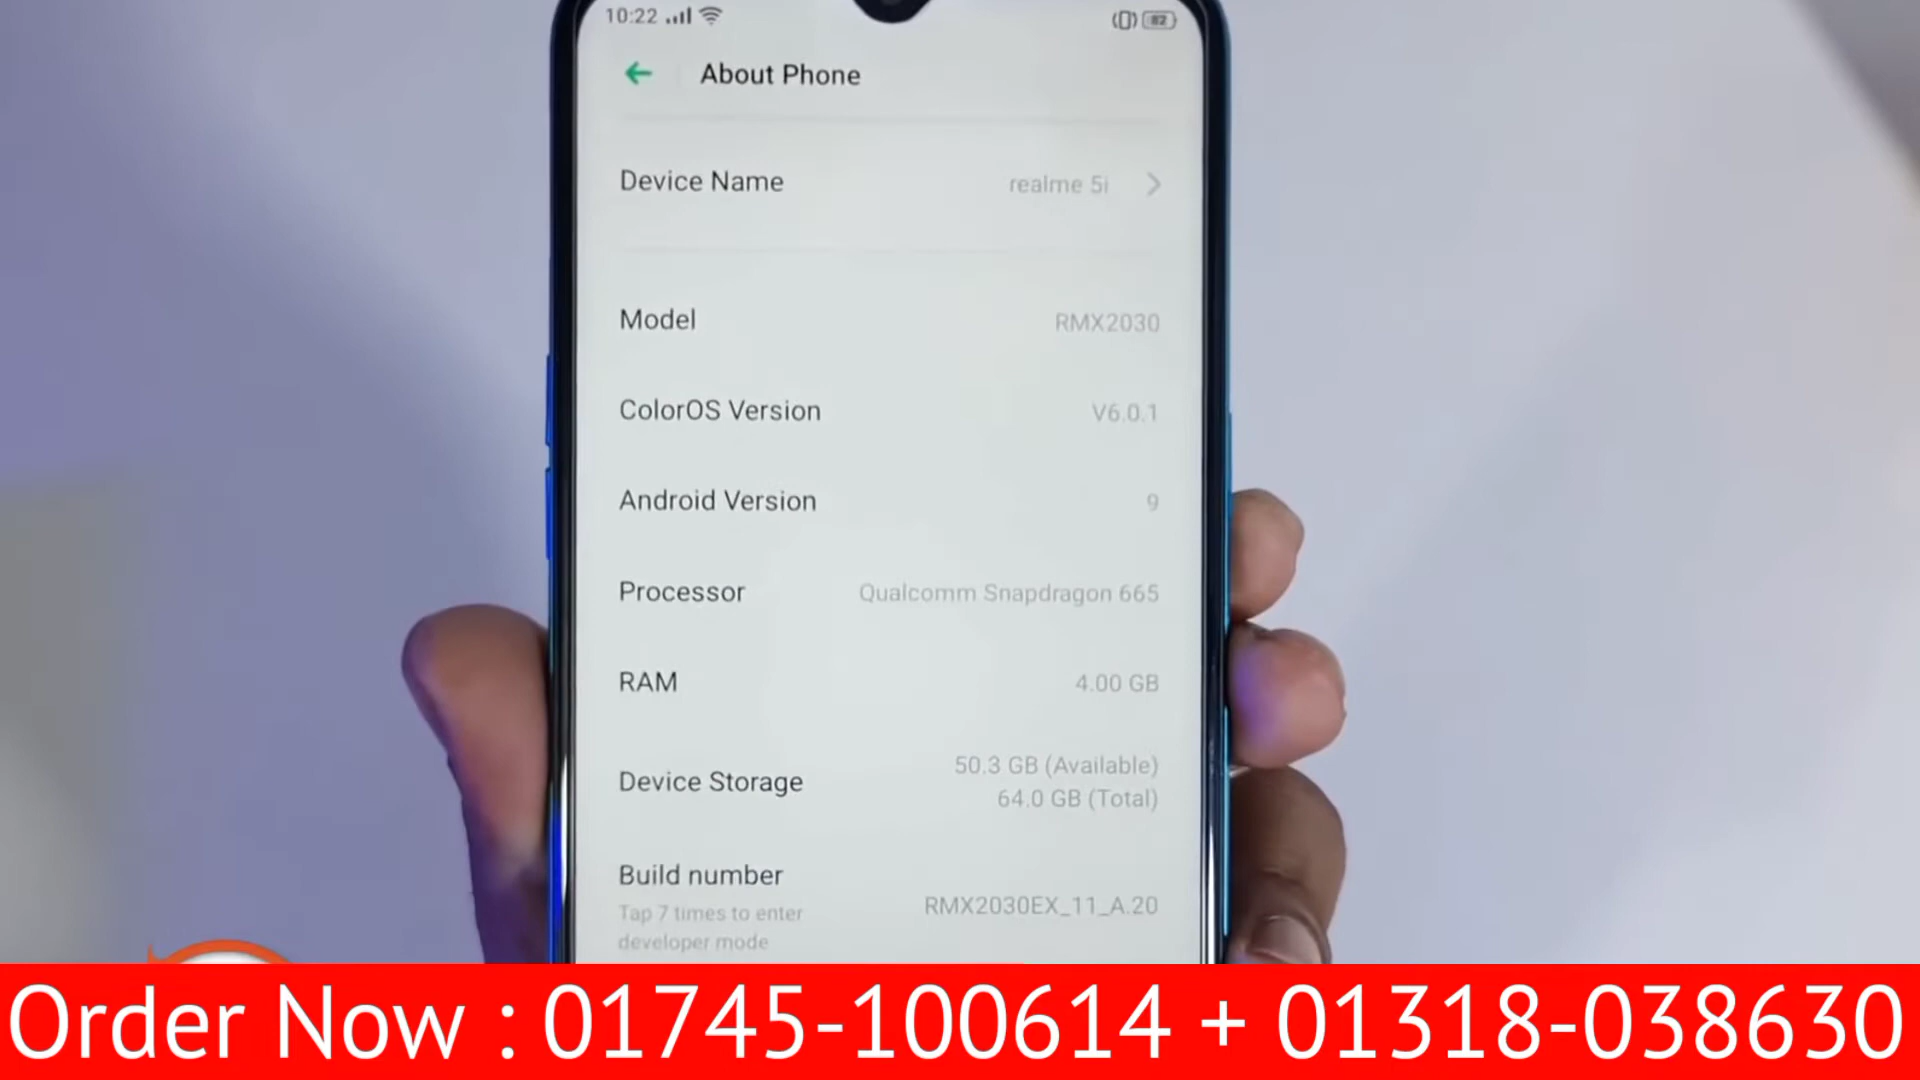 10:22 82
About Phone
Device Name realme 5i
Model RMX2030
ColorOS Version V6.0.1
Android Version 9
Processor Qualcomm Snapdragon 665
RAM 4.00 GB
Device Storage 50.3 GB (Available)
64.0 GB (Total)
Build number
Tap 7 times to enter
developer mode
RMX2030EX_11_A.20
Order Now : 01745-100614 + 01318-038630